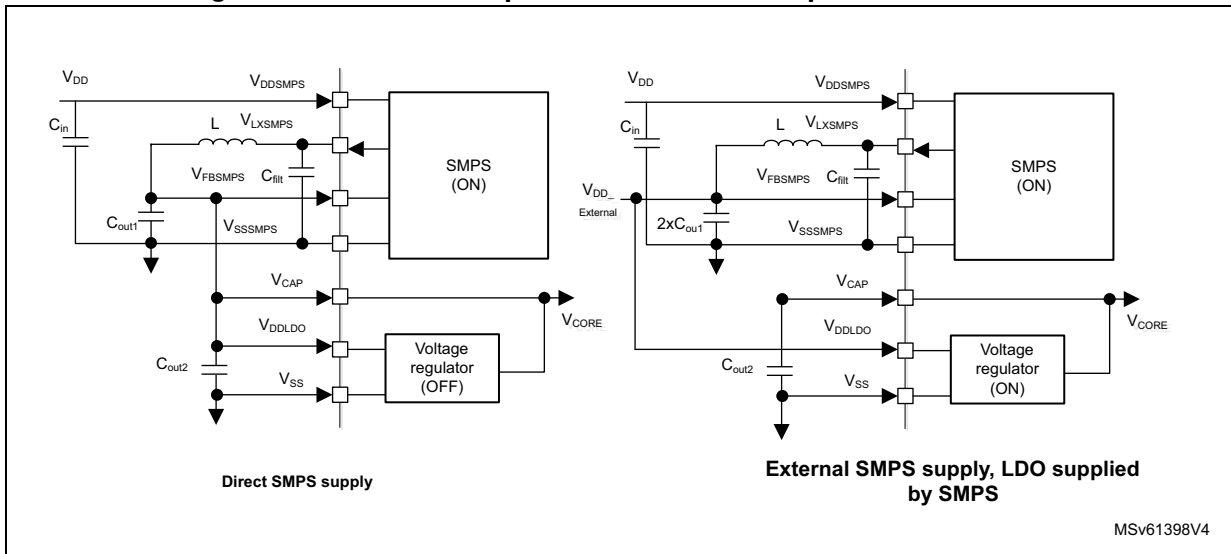 VDD
VDDSMPS
Cin
L
VLXSMPS
VFBSMPS
Cfilt
Cout1
VSSSMPS
SMPS
(ON)
VCAP
VCORE
VDDLDO
Cout2
Voltage
regulator
(OFF)
VSS
Direct SMPS supply
VDD
VDDSMPS
Cin
L
VLXSMPS
VFBSMPS
Cfilt
VDD_
External
2xCou1
VSSSMPS
SMPS
(ON)
VCAP
VCORE
VDDLDO
Cout2
Voltage
regulator
(ON)
VSS
External SMPS supply, LDO supplied
by SMPS
MSv61398V4